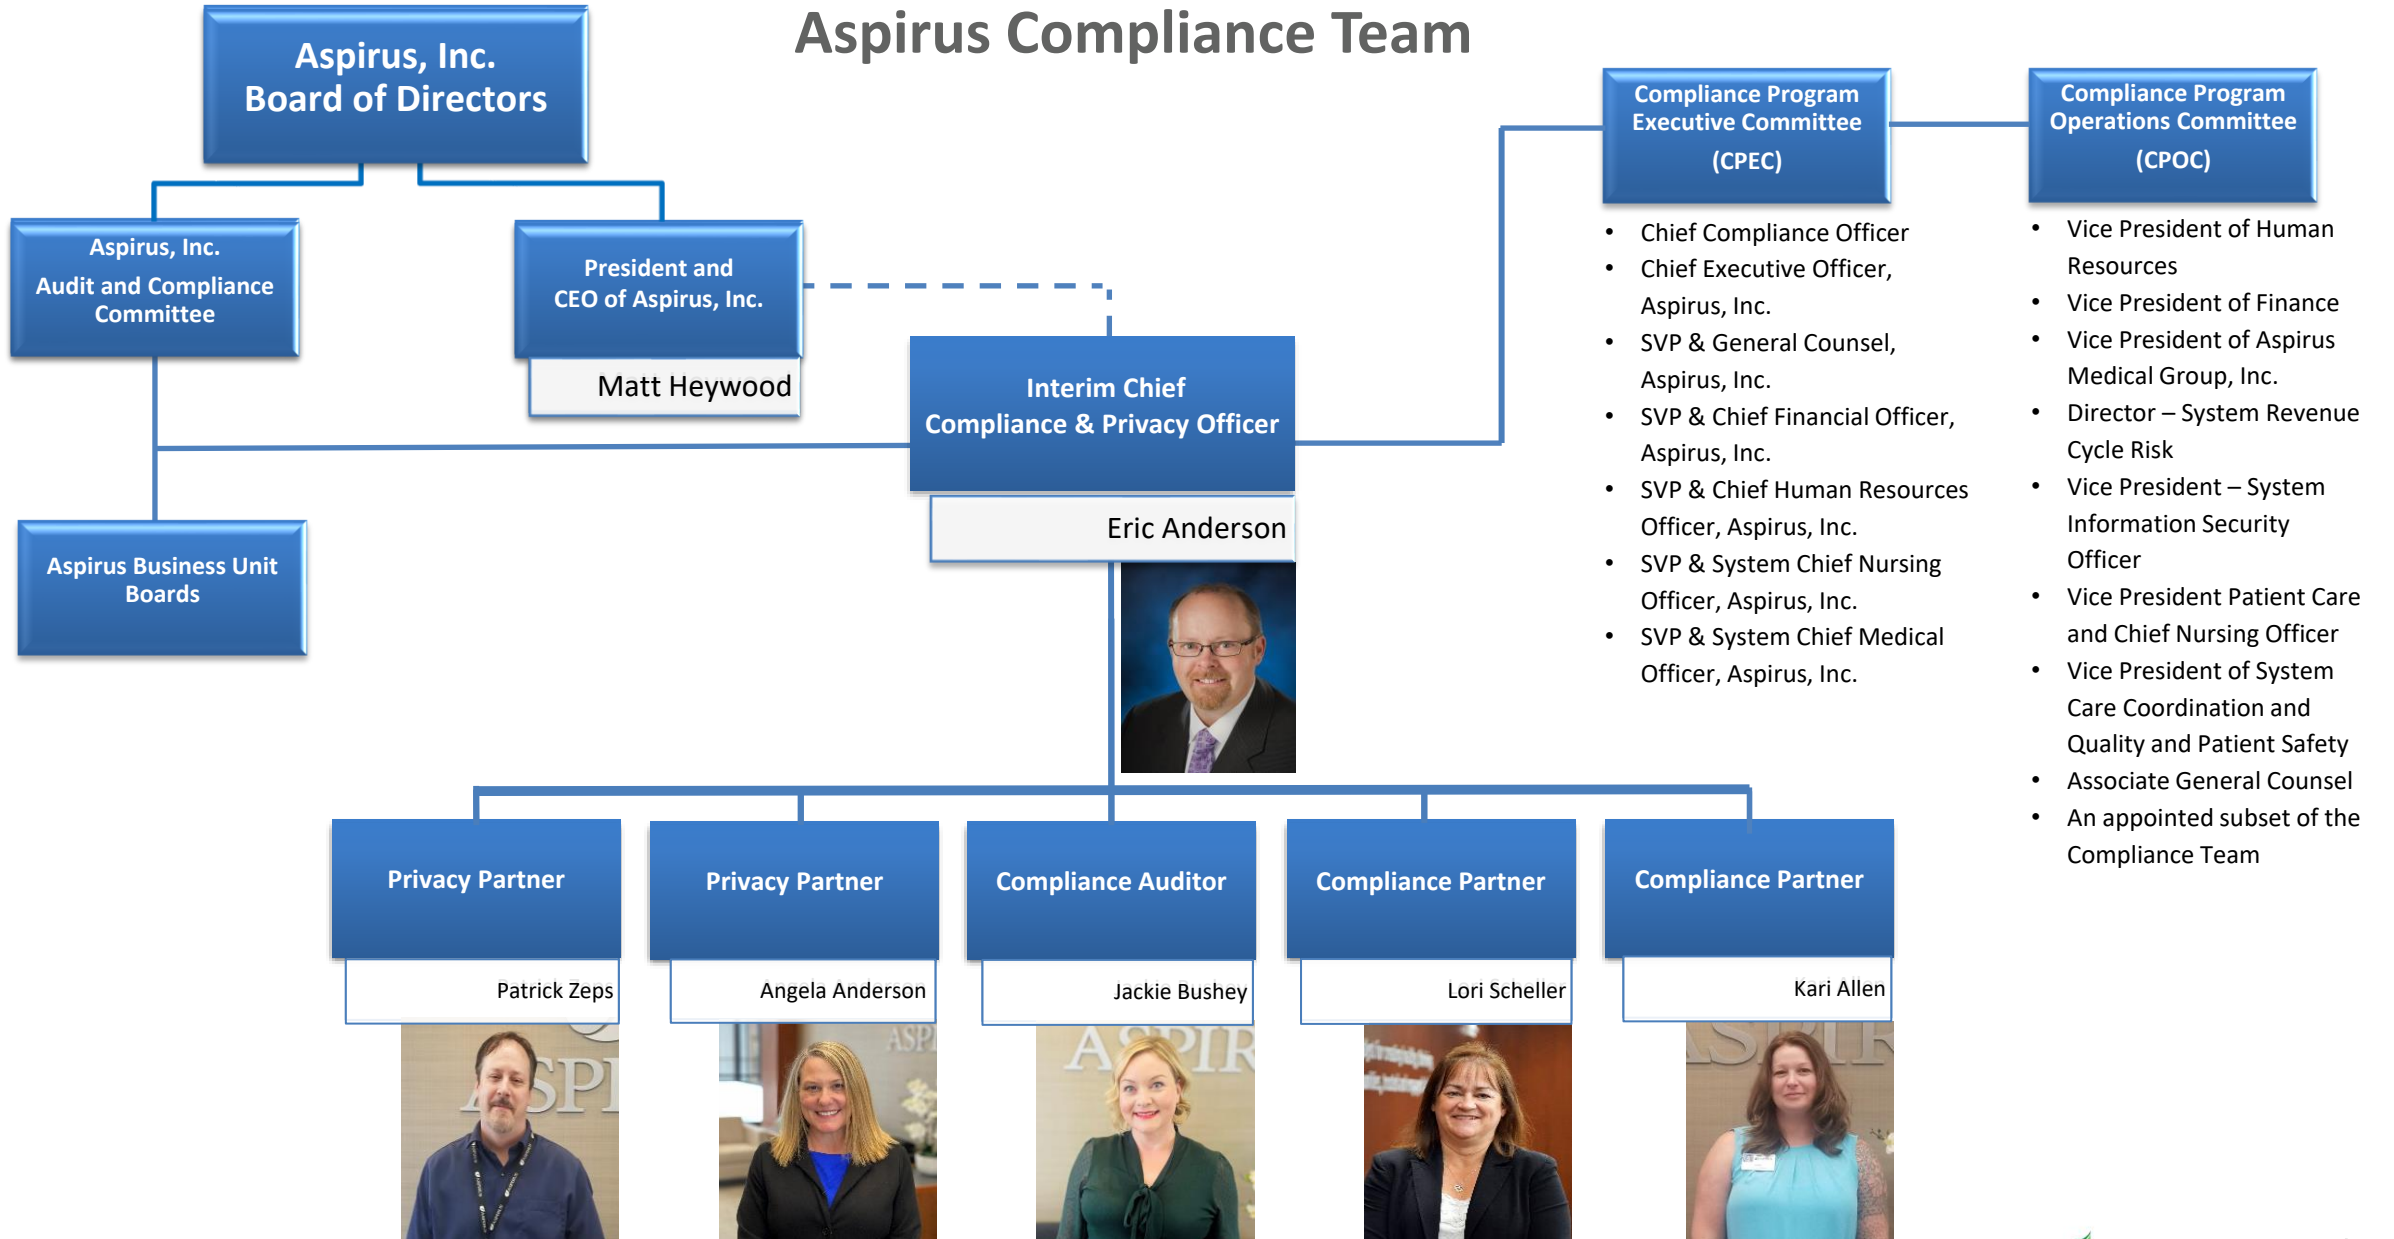 Aspirus Compliance Team
Aspirus, Inc.
Board of Directors
Aspirus, Inc.
Audit and Compliance
Committee
President and
CEO of Aspirus, Inc.
Matt Heywood
Aspirus Business Unit
Boards
Interim Chief
Compliance & Privacy Officer
Eric Anderson
Compliance Program
Executive Committee
(CPEC)
• Chief Compliance Officer
• Chief Executive Officer,
Aspirus, Inc.
• SVP & General Counsel,
Aspirus, Inc.
• SVP & Chief Financial Officer,
Aspirus, Inc.
• SVP & Chief Human Resources
Officer, Aspirus, Inc.
• SVP & System Chief Nursing
Officer, Aspirus, Inc.
• SVP & System Chief Medical
Officer, Aspirus, Inc.
Compliance Program
Operations Committee
(CPOC)
• Vice President of Human
Resources
• Vice President of Finance
• Vice President of Aspirus
Medical Group, Inc.
• Director – System Revenue
Cycle Risk
• Vice President – System
Information Security
Officer
• Vice President Patient Care
and Chief Nursing Officer
• Vice President of System
Care Coordination and
Quality and Patient Safety
• Associate General Counsel
• An appointed subset of the
Compliance Team
Privacy Partner
Patrick Zeps
Privacy Partner
Angela Anderson
Compliance Auditor
Jackie Bushey
Compliance Partner
Lori Scheller
Compliance Partner
Kari Allen
ASPI
ASPI
ASPIR
ASPIR